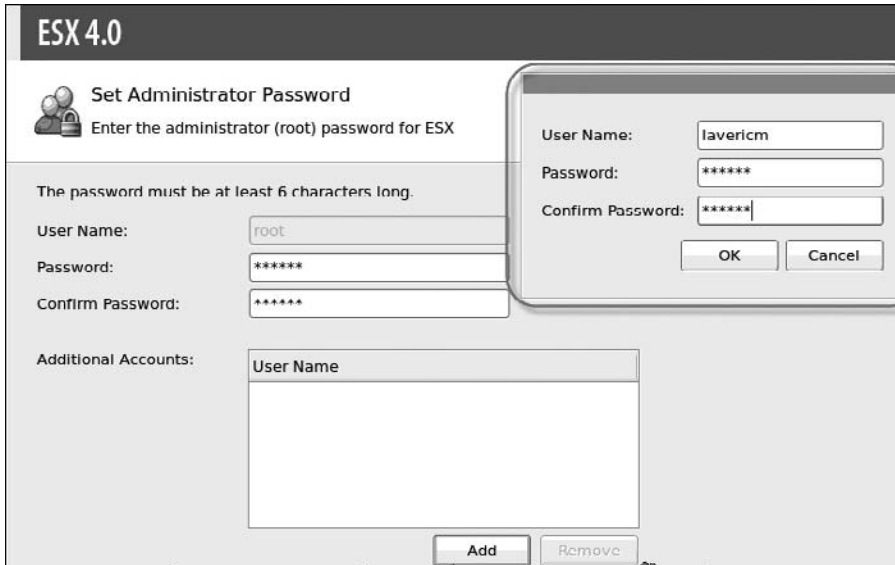 ESX 4.0
Set Administrator Password
Enter the administrator (root) password for ESX
The password must be at least 6 characters long.
User Name: root
Password: ******
Confirm Password: ******
Additional Accounts:
User Name
Add Remove
User Name: lavericm
Password: ******
Confirm Password: ******
OK Cancel